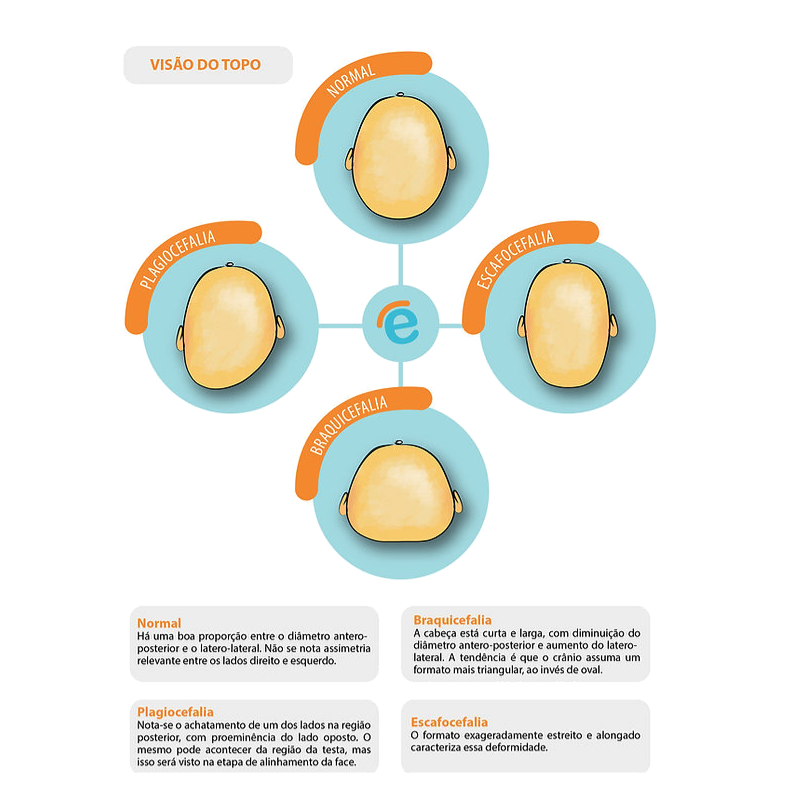 VISÃO DO TOPO
NORMAL
PLAGIOCEFALIA
ESCAFOCEFALIA
e
BRAQUICEFALIA
Normal
Há uma boa proporção entre o diâmetro antero-
posterior e o latero-lateral. Não se nota assimetria
relevante entre os lados direito e esquerdo.
Braquicefalia
A cabeça está curta e larga, com diminuição do
diâmetro antero-posterior e aumento do latero-
lateral. A tendência é que o crânio assuma um
formato mais triangular, ao invés de oval.
Plagiocefalia
Nota-se o achatamento de um dos lados na região
posterior, com proeminência do lado oposto. O
mesmo pode acontecer da região da testa, mas
isso será visto na etapa de alinhamento da face.
Escafocefalia
O formato exageradamente estreito e alongado
caracteriza essa deformidade.